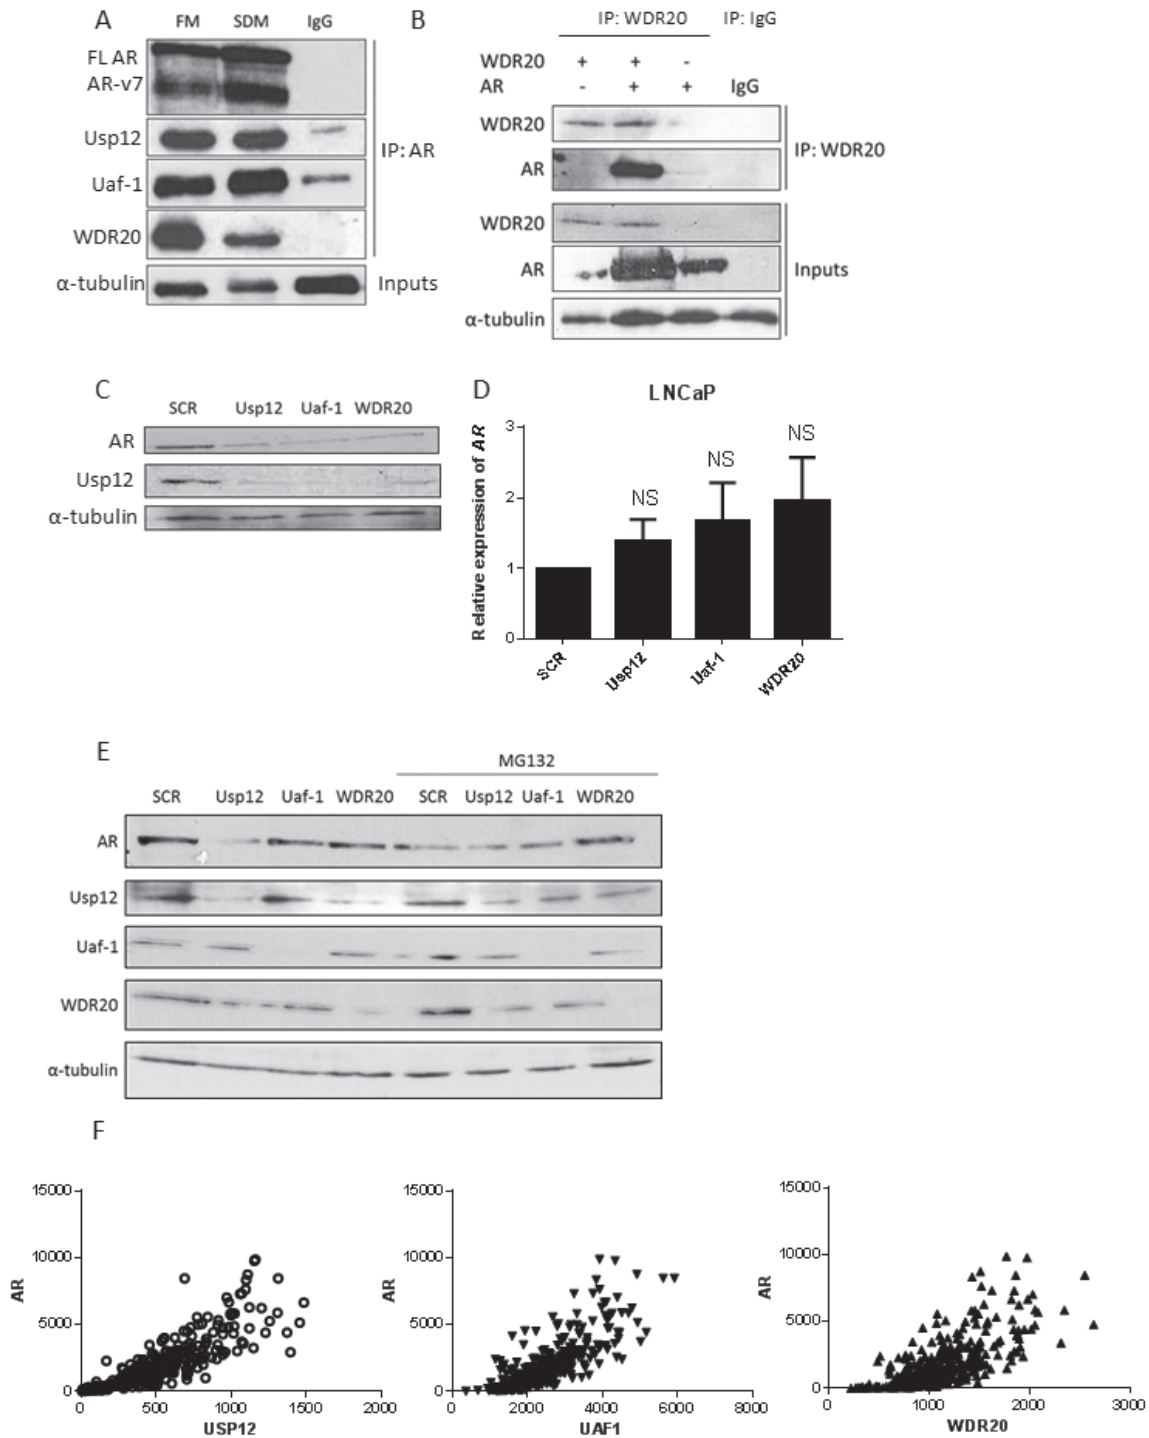 A
FM SDM IgG
FL AR
AR-v7
Usp12
Uaf-1
WDR20
IP: AR
α-tubulin
Inputs
B
IP: WDR20 IP: IgG
WDR20 + + -
AR - + + IgG
WDR20
AR
IP: WDR20
WDR20
AR
α-tubulin
Inputs
C
SCR Usp12 Uaf-1 WDR20
AR
Usp12
α-tubulin
D
LNCaP
Relative expression of AR
3
2
1
0
NS
NS
NS
SCR
Usp12
Uaf-1
WDR20
E
MG132
SCR Usp12 Uaf-1 WDR20 SCR Usp12 Uaf-1 WDR20
AR
Usp12
Uaf-1
WDR20
α-tubulin
F
AR
15000
10000
5000
0
0 500 1000 1500 2000
USP12
AR
15000
10000
5000
0
0 2000 4000 6000 8000
UAF1
AR
15000
10000
5000
0
0 1000 2000 3000
WDR20